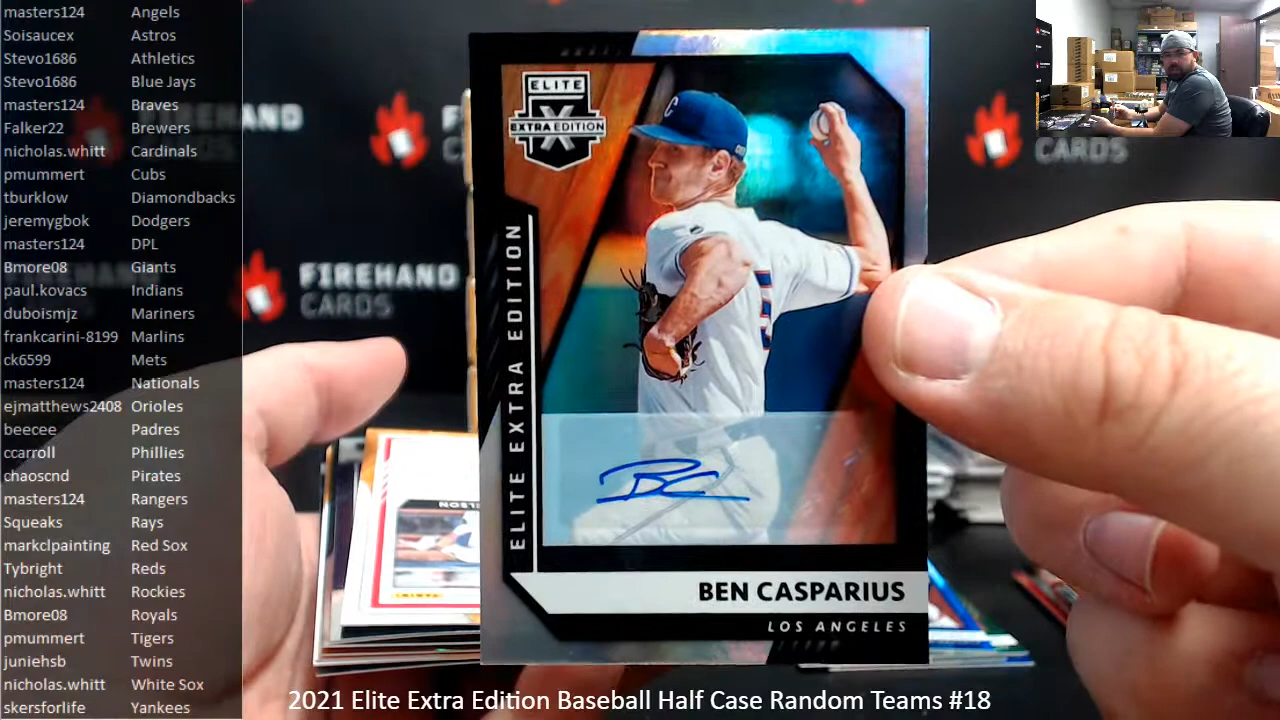 masters124 Angels
Soisaucex Astros
Stevo1686 Athletics
Stevo1686 Blue Jays
masters124 Braves
Falker22 Brewers
nicholas.whitt Cardinals
pmummert Cubs
tburklow Diamondbacks
jeremygbok Dodgers
masters124 DPL
Bmore08 Giants
paul.kovacs Indians
duboismjz Mariners
frankcarini-8199 Marlins
ck6599 Mets
masters124 Nationals
ejmatthews2408 Orioles
beecee Padres
ccarroll Phillies
chaoscnd Pirates
masters124 Rangers
Squeaks Rays
markclpainting Red Sox
Tybright Reds
nicholas.whitt Rockies
Bmore08 Royals
pmummert Tigers
juniehsb Twins
nicholas.whitt White Sox
skersforlife Yankees
FIREHAND
CARDS
CARDS
ELITE
X
EXTRA EDITION
ELITE EXTRA EDITION
C
BC
BEN CASPARIUS
LOS ANGELES
2021 Elite Extra Edition Baseball Half Case Random Teams #18